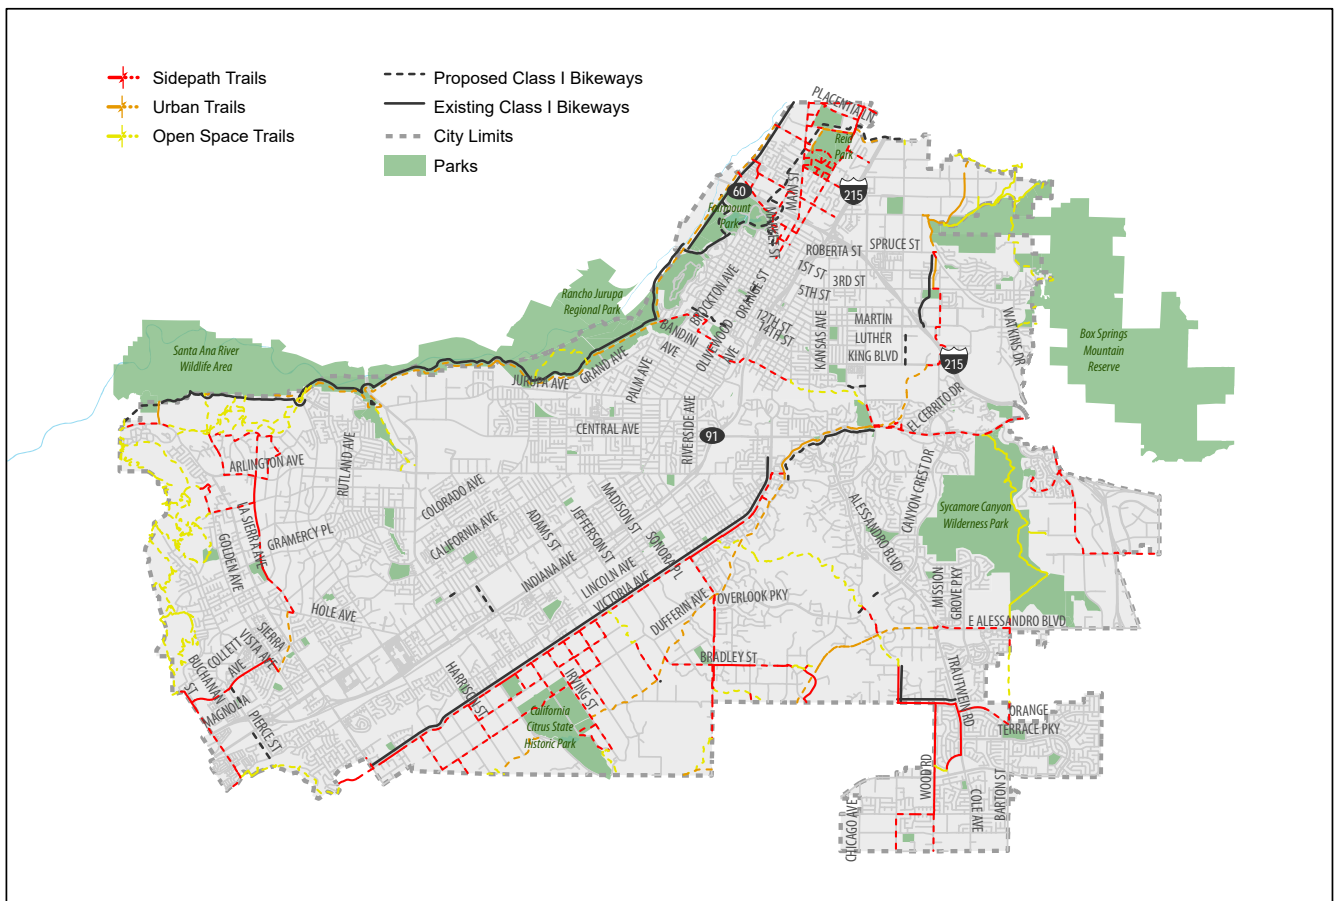 Sidepath Trails
Urban Trails
Open Space Trails
Proposed Class I Bikeways
Existing Class I Bikeways
City Limits
Parks
PLACENTIA LN
Reid
Park
60
215
MAIN ST
Fairmount
Park
MARKET ST
ROBERTA ST
SPRUCE ST
1ST ST
3RD ST
5TH ST
BROCKTON AVE
ORANGE ST
12TH ST
14TH ST
KANSAS AVE
MARTIN
LUTHER
KING BLVD
WATKINS DR
Box Springs
Mountain
Reserve
215
Rancho Jurupa
Regional Park
BANDINI
AVE
OLIVEWOOD
AVE
Santa Ana River
Wildlife Area
JURUPA AVE
GRAND AVE
PALM AVE
EL CERRITO DR
CENTRAL AVE
RIVERSIDE AVE
91
ARLINGTON AVE
RUTLAND AVE
COLORADO AVE
CALIFORNIA AVE
MADISON ST
ADAMS ST
JEFFERSON ST
SONORA PL
ALESSANDRO BLVD
CANYON CREST DR
Sycamore Canyon
Wilderness Park
LA SIERRA AVE
GRAMERCY PL
GOLDEN AVE
INDIANA AVE
LINCOLN AVE
VICTORIA AVE
HOLE AVE
DUFFERIN AVE
OVERLOOK PKY
MISSION
GROVE PKY
E ALESSANDRO BLVD
SIERRA
VISTA AVE
COLLETT
AVE
BUCHANAN
ST
MAGNOLIA
PIERCE ST
HARRISON ST
IRVING ST
BRADLEY ST
California
Citrus State
Historic Park
TRAUTWEIN RD
ORANGE
TERRACE PKY
WOOD RD
COLE AVE
BARTON ST
CHICAGO AVE